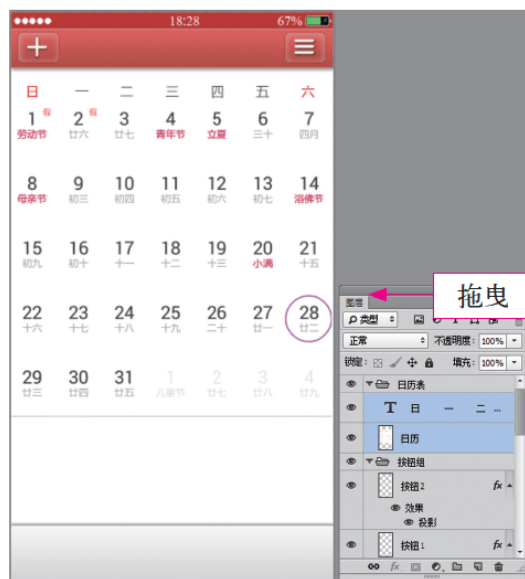 18:28 67%
日 一 二 三 四 五 六
1 假 2 假 3 4 5 6 7
劳动节 廿六 廿七 青年节 立夏 三十 四月
8 9 10 11 12 13 14
母亲节 初三 初四 初五 初六 初七 浴佛节
15 16 17 18 19 20 21
初九 初十 十一 十二 十三 小满 十五
22 23 24 25 26 27 28
十六 十七 十八 十九 二十 廿一 廿二
29 30 31 1 2 3 4
廿三 廿四 廿五 儿童节 廿七 廿八 廿九
拖曳
图层
类型
正常 不透明度: 100%
锁定: 填充: 100%
日历表
T 日 一 二 ...
日历
按钮组
按钮2 fx
效果
投影
按钮1 fx
fx